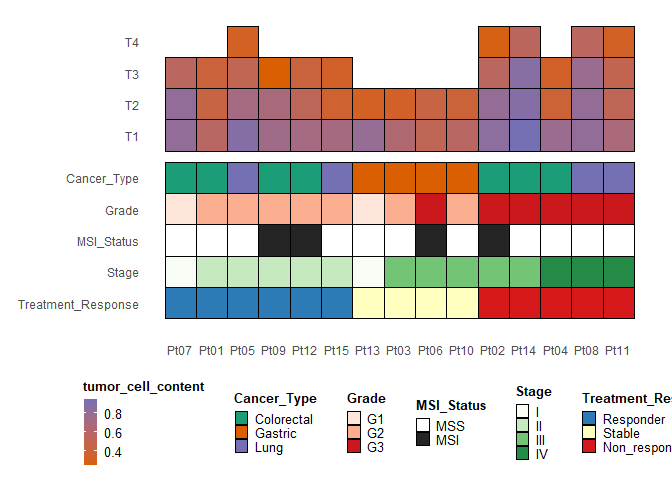 T4
T3
T2
T1
Cancer_Type
Grade
MSI_Status
Stage
Treatment_Response
Pt07 Pt01 Pt05 Pt09 Pt12 Pt15 Pt13 Pt03 Pt06 Pt10 Pt02 Pt14 Pt04 Pt08 Pt11
tumor_cell_content
0.8
0.6
0.4
Cancer_Type
Colorectal
Gastric
Lung
Grade
G1
G2
G3
MSI_Status
MSS
MSI
Stage
I
II
III
IV
Treatment_Res
Responder
Stable
Non_respon